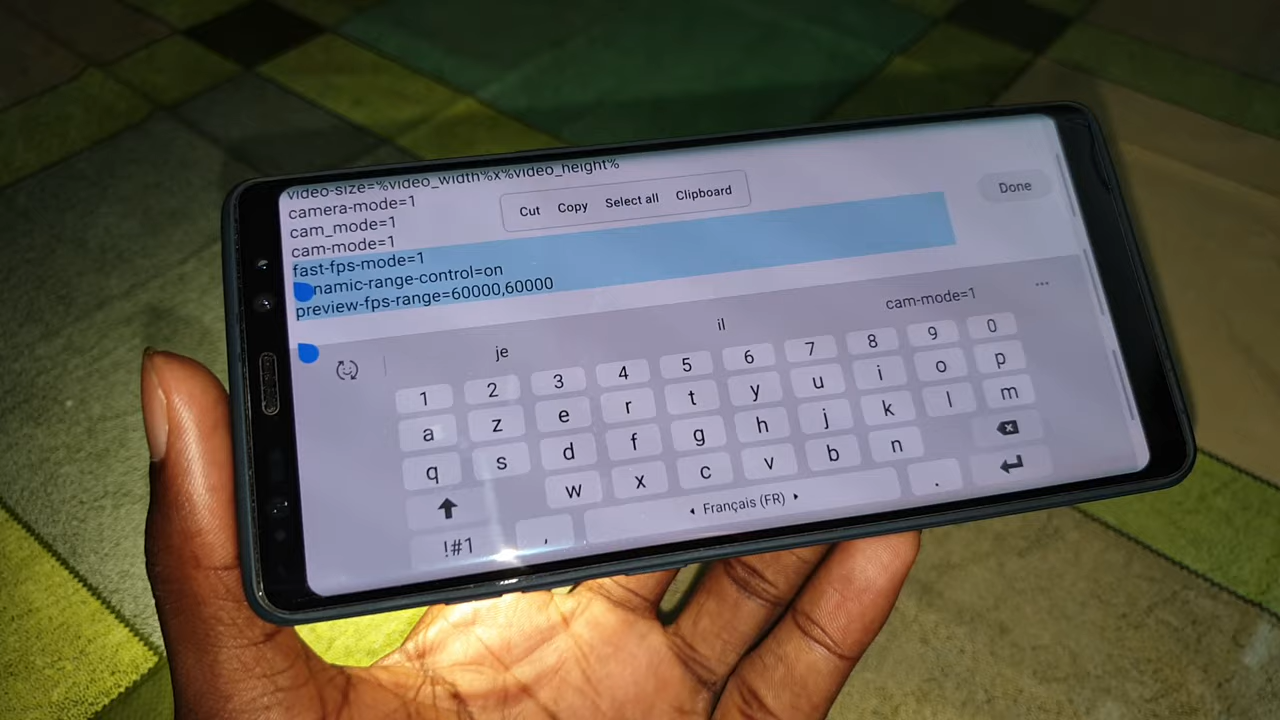 video-size=%video_width%x%video_height%
camera-mode=1
cam_mode=1
cam-mode=1
fast-fps-mode=1
namic-range-control=on
preview-fps-range=60000,60000
Cut Copy Select all Clipboard
Done
je il cam-mode=1 ...
1 2 3 4 5 6 7 8 9 0
a z e r t y u i o p
q s d f g h j k l m
w x c v b n
!#1 , Français (FR) .